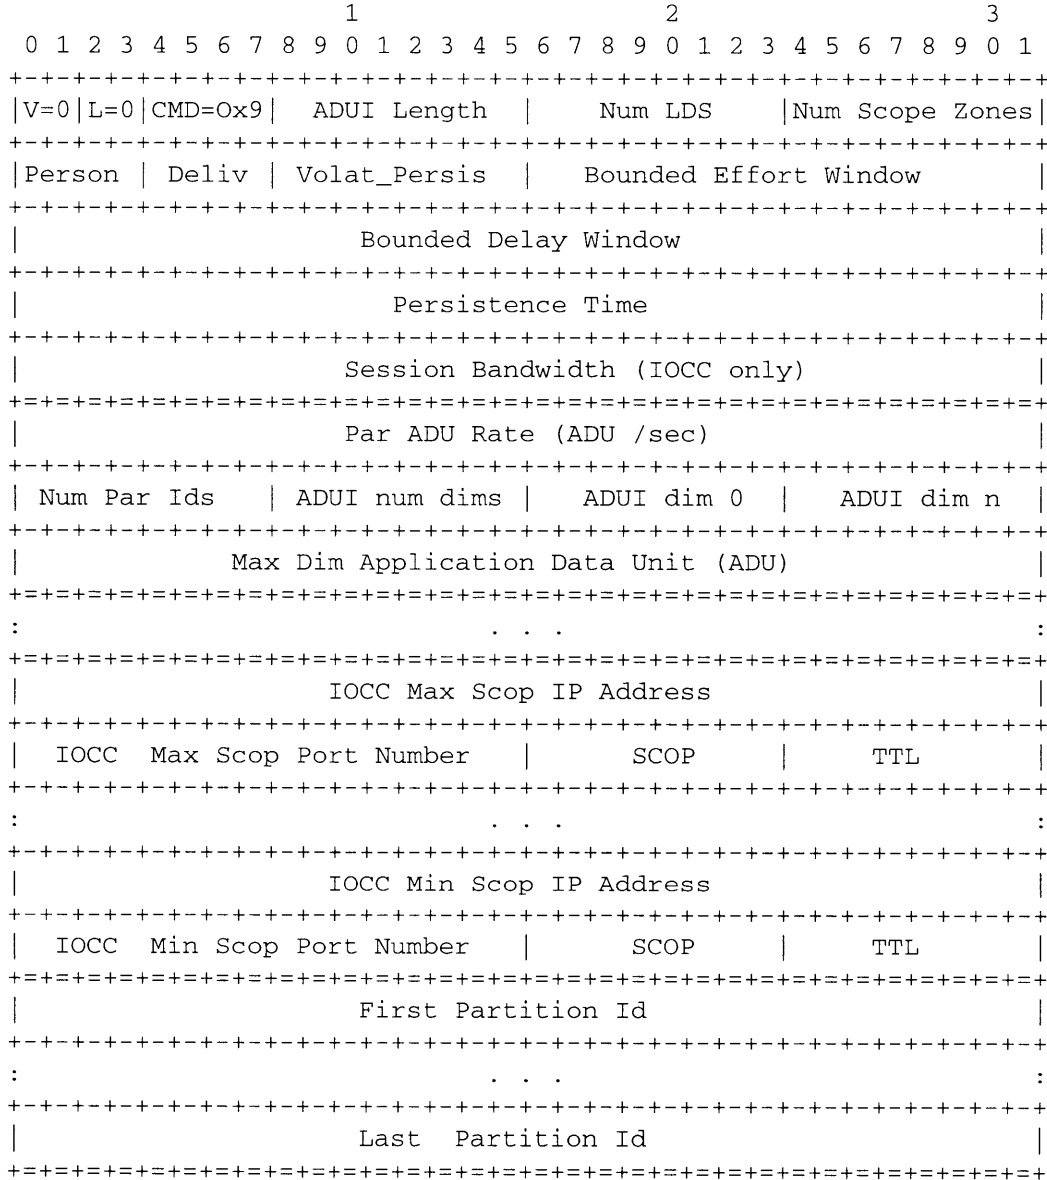 1                   2                   3
0 1 2 3 4 5 6 7 8 9 0 1 2 3 4 5 6 7 8 9 0 1 2 3 4 5 6 7 8 9 0 1
+-+-+-+-+-+-+-+-+-+-+-+-+-+-+-+-+-+-+-+-+-+-+-+-+-+-+-+-+-+-+-+-+
|V=0|L=0|CMD=Ox9| ADUI Length | Num LDS |Num Scope Zones|
+-+-+-+-+-+-+-+-+-+-+-+-+-+-+-+-+-+-+-+-+-+-+-+-+-+-+-+-+-+-+-+-+
|Person | Deliv | Volat_Persis | Bounded Effort Window |
+-+-+-+-+-+-+-+-+-+-+-+-+-+-+-+-+-+-+-+-+-+-+-+-+-+-+-+-+-+-+-+-+
| Bounded Delay Window |
+-+-+-+-+-+-+-+-+-+-+-+-+-+-+-+-+-+-+-+-+-+-+-+-+-+-+-+-+-+-+-+-+
| Persistence Time |
+-+-+-+-+-+-+-+-+-+-+-+-+-+-+-+-+-+-+-+-+-+-+-+-+-+-+-+-+-+-+-+-+
| Session Bandwidth (IOCC only) |
+=+=+=+=+=+=+=+=+=+=+=+=+=+=+=+=+=+=+=+=+=+=+=+=+=+=+=+=+=+=+=+=+
| Par ADU Rate (ADU /sec) |
+-+-+-+-+-+-+-+-+-+-+-+-+-+-+-+-+-+-+-+-+-+-+-+-+-+-+-+-+-+-+-+-+
| Num Par Ids | ADUI num dims | ADUI dim 0 | ADUI dim n |
+-+-+-+-+-+-+-+-+-+-+-+-+-+-+-+-+-+-+-+-+-+-+-+-+-+-+-+-+-+-+-+-+
| Max Dim Application Data Unit (ADU) |
+=+=+=+=+=+=+=+=+=+=+=+=+=+=+=+=+=+=+=+=+=+=+=+=+=+=+=+=+=+=+=+=+
: . . . :
+=+=+=+=+=+=+=+=+=+=+=+=+=+=+=+=+=+=+=+=+=+=+=+=+=+=+=+=+=+=+=+=+
| IOCC Max Scop IP Address |
+-+-+-+-+-+-+-+-+-+-+-+-+-+-+-+-+-+-+-+-+-+-+-+-+-+-+-+-+-+-+-+-+
| IOCC Max Scop Port Number | SCOP | TTL |
+-+-+-+-+-+-+-+-+-+-+-+-+-+-+-+-+-+-+-+-+-+-+-+-+-+-+-+-+-+-+-+-+
: . . . :
+-+-+-+-+-+-+-+-+-+-+-+-+-+-+-+-+-+-+-+-+-+-+-+-+-+-+-+-+-+-+-+-+
| IOCC Min Scop IP Address |
+-+-+-+-+-+-+-+-+-+-+-+-+-+-+-+-+-+-+-+-+-+-+-+-+-+-+-+-+-+-+-+-+
| IOCC Min Scop Port Number | SCOP | TTL |
+=+=+=+=+=+=+=+=+=+=+=+=+=+=+=+=+=+=+=+=+=+=+=+=+=+=+=+=+=+=+=+=+
| First Partition Id |
+-+-+-+-+-+-+-+-+-+-+-+-+-+-+-+-+-+-+-+-+-+-+-+-+-+-+-+-+-+-+-+-+
: . . . :
+-+-+-+-+-+-+-+-+-+-+-+-+-+-+-+-+-+-+-+-+-+-+-+-+-+-+-+-+-+-+-+-+
| Last Partition Id |
+=+=+=+=+=+=+=+=+=+=+=+=+=+=+=+=+=+=+=+=+=+=+=+=+=+=+=+=+=+=+=+=+